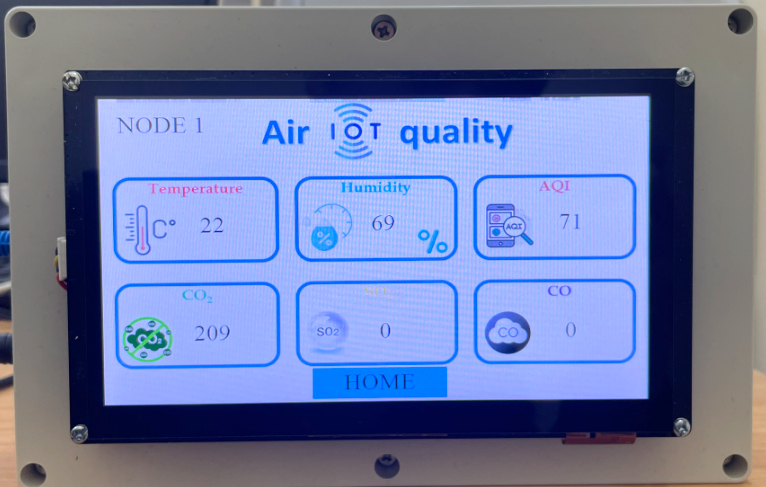 NODE 1
Air IOT quality
Temperature
Humidity
AQI
C° 22
% 69 %
AQI 71
CO₂
CO
CO₂ 209
SO₂ 0
CO 0
HOME